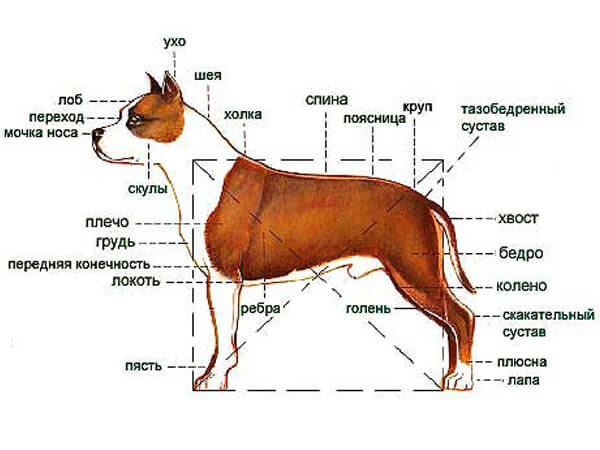 ухо
шея
лоб
переход
мочка носа
холка
спина
поясница
круп
тазобедренный
сустав
скулы
плечо
грудь
передняя конечность
локоть
хвост
бедро
колено
ребра
голень
скакательный
сустав
пясть
плюсна
лапа